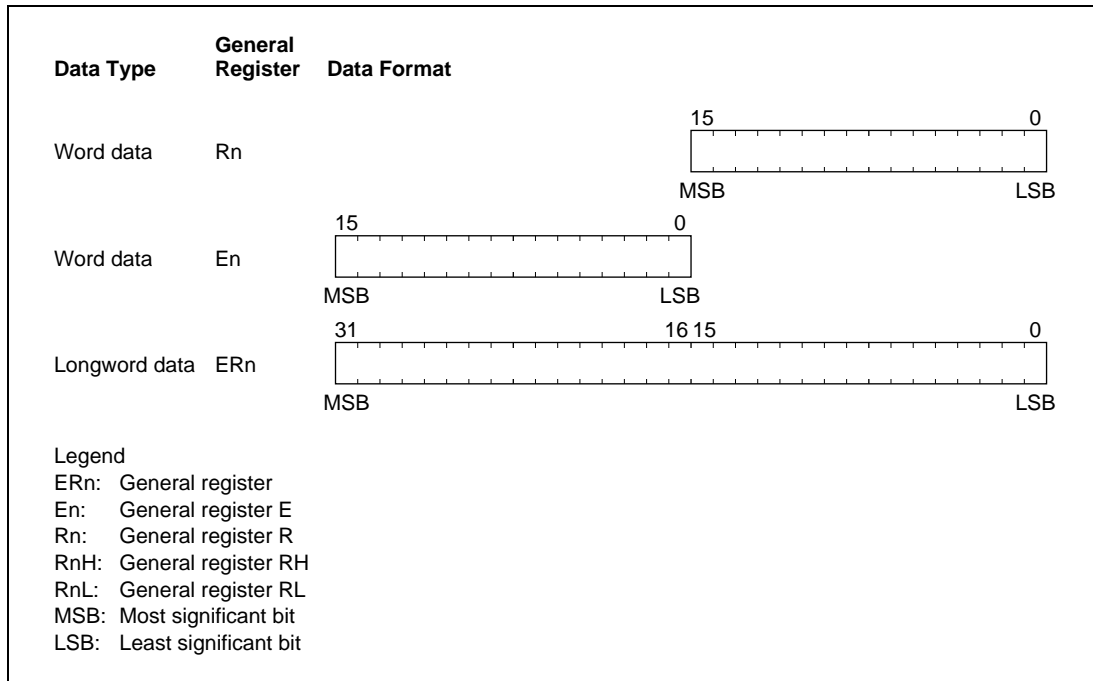 Data Type General Register Data Format
15 0
Word data Rn
MSB LSB
15 0
Word data En
MSB LSB
31 16 15 0
Longword data ERn
MSB LSB
Legend
ERn: General register
En: General register E
Rn: General register R
RnH: General register RH
RnL: General register RL
MSB: Most significant bit
LSB: Least significant bit